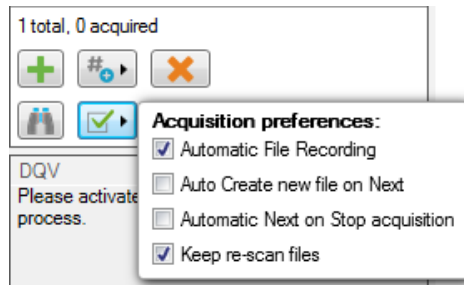 1 total, 0 acquired
#
Acquisition preferences:
Automatic File Recording
Auto Create new file on Next
Automatic Next on Stop acquisition
Keep re-scan files
DQV
Please activate
process.